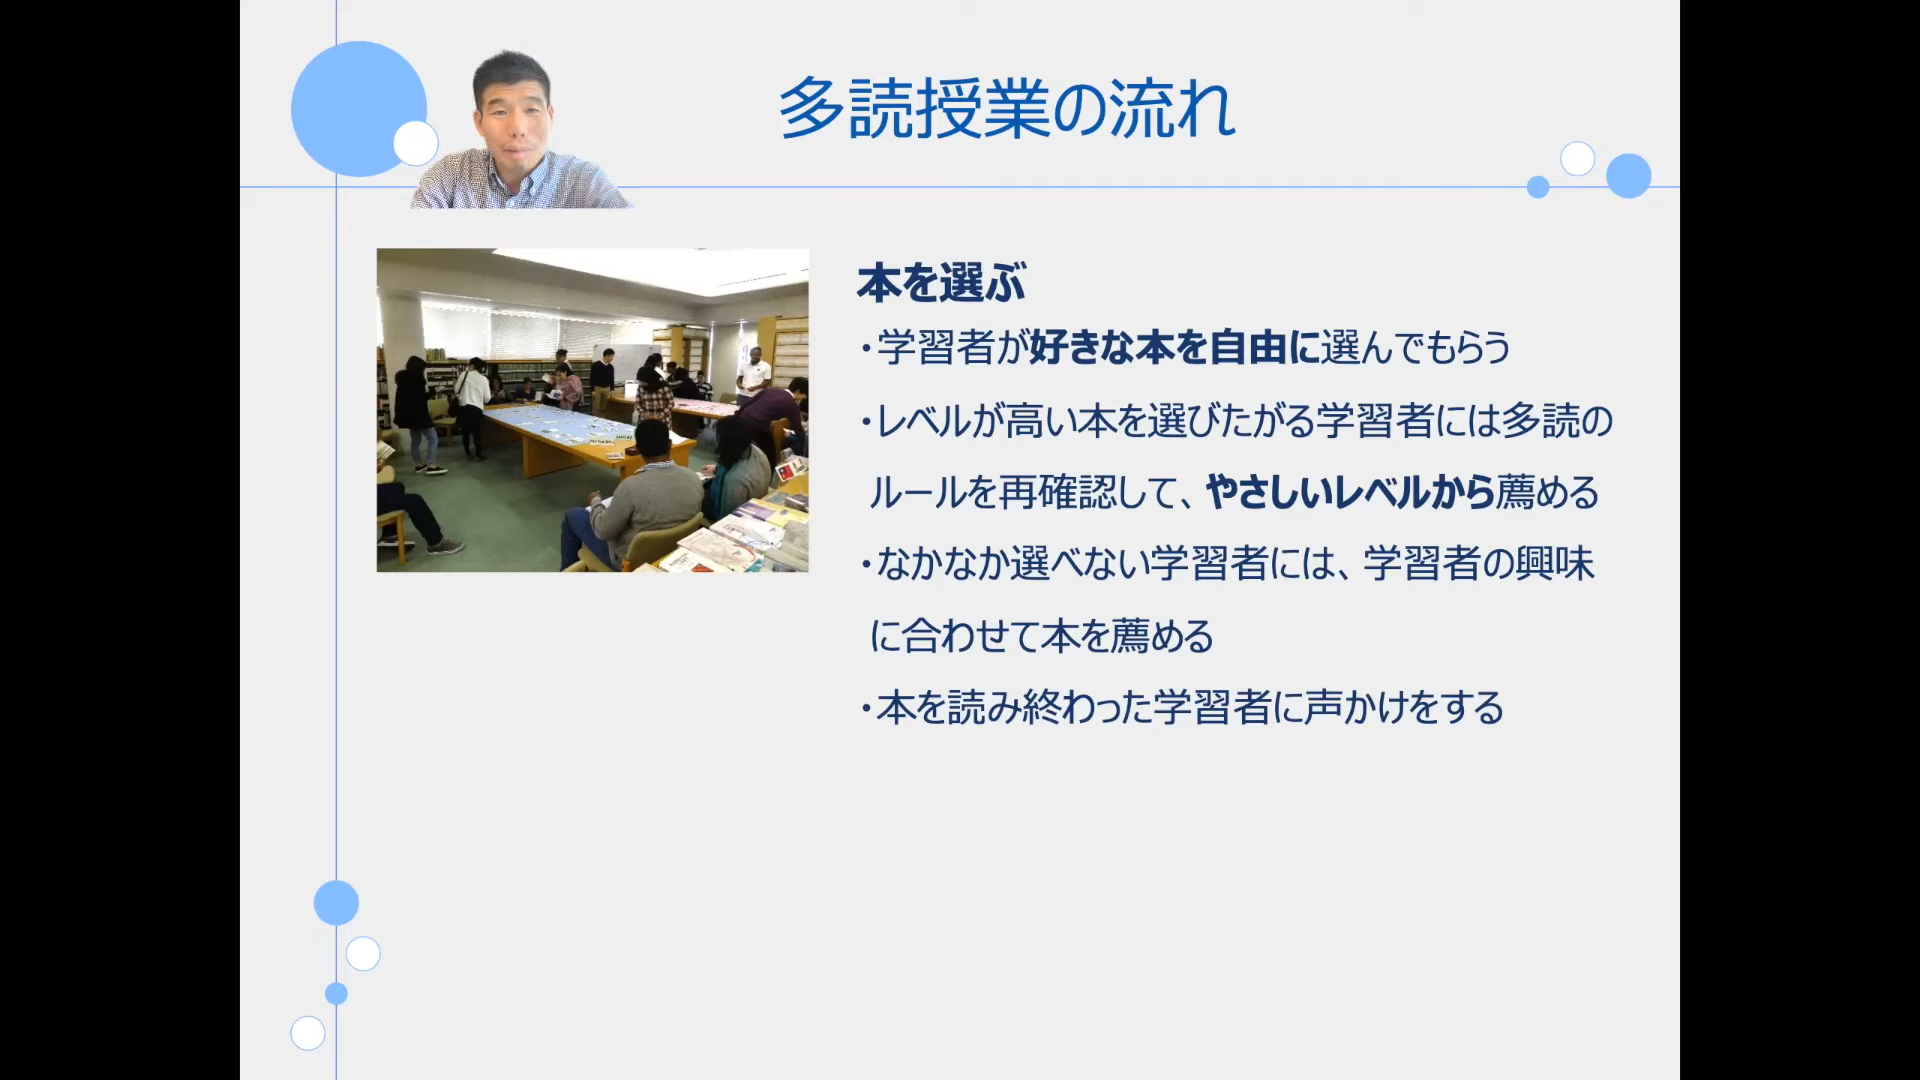 多読授業の流れ
本を選ぶ
・学習者が好きな本を自由に選んでもらう
・レベルが高い本を選びたがる学習者には多読の
ルールを再確認して、やさしいレベルから薦める
・なかなか選べない学習者には、学習者の興味
に合わせて本を薦める
・本を読み終わった学習者に声かけをする